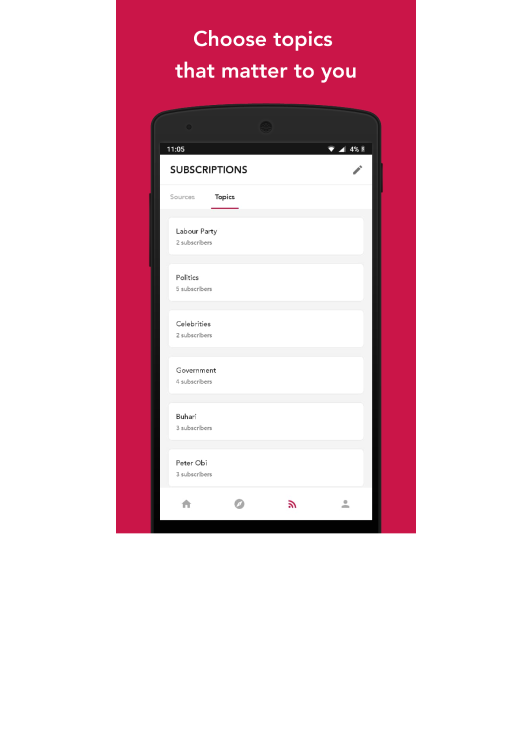 Choose topics
that matter to you
11:05
4%
SUBSCRIPTIONS
Sources
Topics
Labour Party
2 subscribers
Politics
5 subscribers
Celebrities
2 subscribers
Government
4 subscribers
Buhari
3 subscribers
Peter Obi
3 subscribers